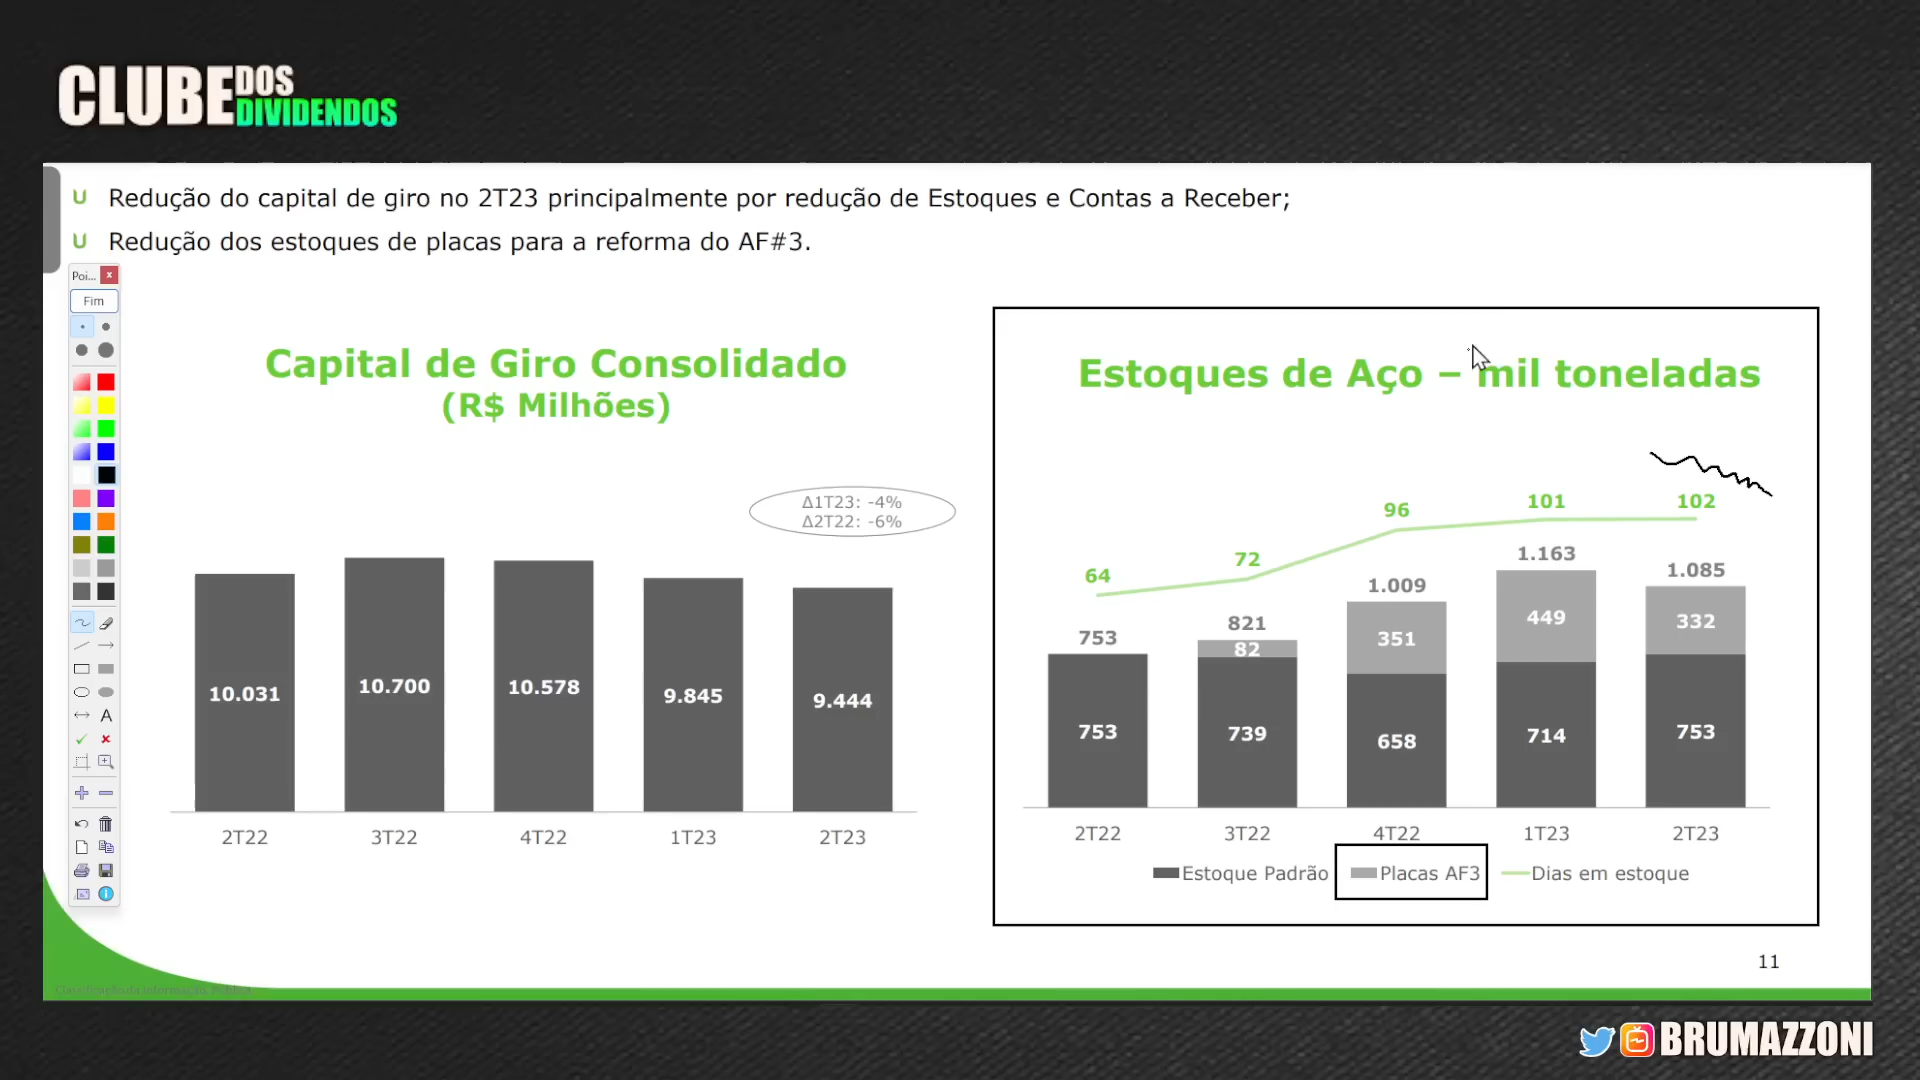 CLUBE DOS
DIVIDENDOS
Redução do capital de giro no 2T23 principalmente por redução de Estoques e Contas a Receber;
Redução dos estoques de placas para a reforma do AF#3.
Poi...
Fim
A
Capital de Giro Consolidado
(R$ Milhões)
Δ1T23: -4%
Δ2T22: -6%
10.031
10.700
10.578
9.845
9.444
2T22
3T22
4T22
1T23
2T23
Estoques de Aço – mil toneladas
64
72
96
101
102
753
821
1.009
1.163
1.085
82
351
449
332
753
739
658
714
753
2T22
3T22
4T22
1T23
2T23
Estoque Padrão
Placas AF3
Dias em estoque
11
Classificação da informação: Pública
BRUMAZZONI